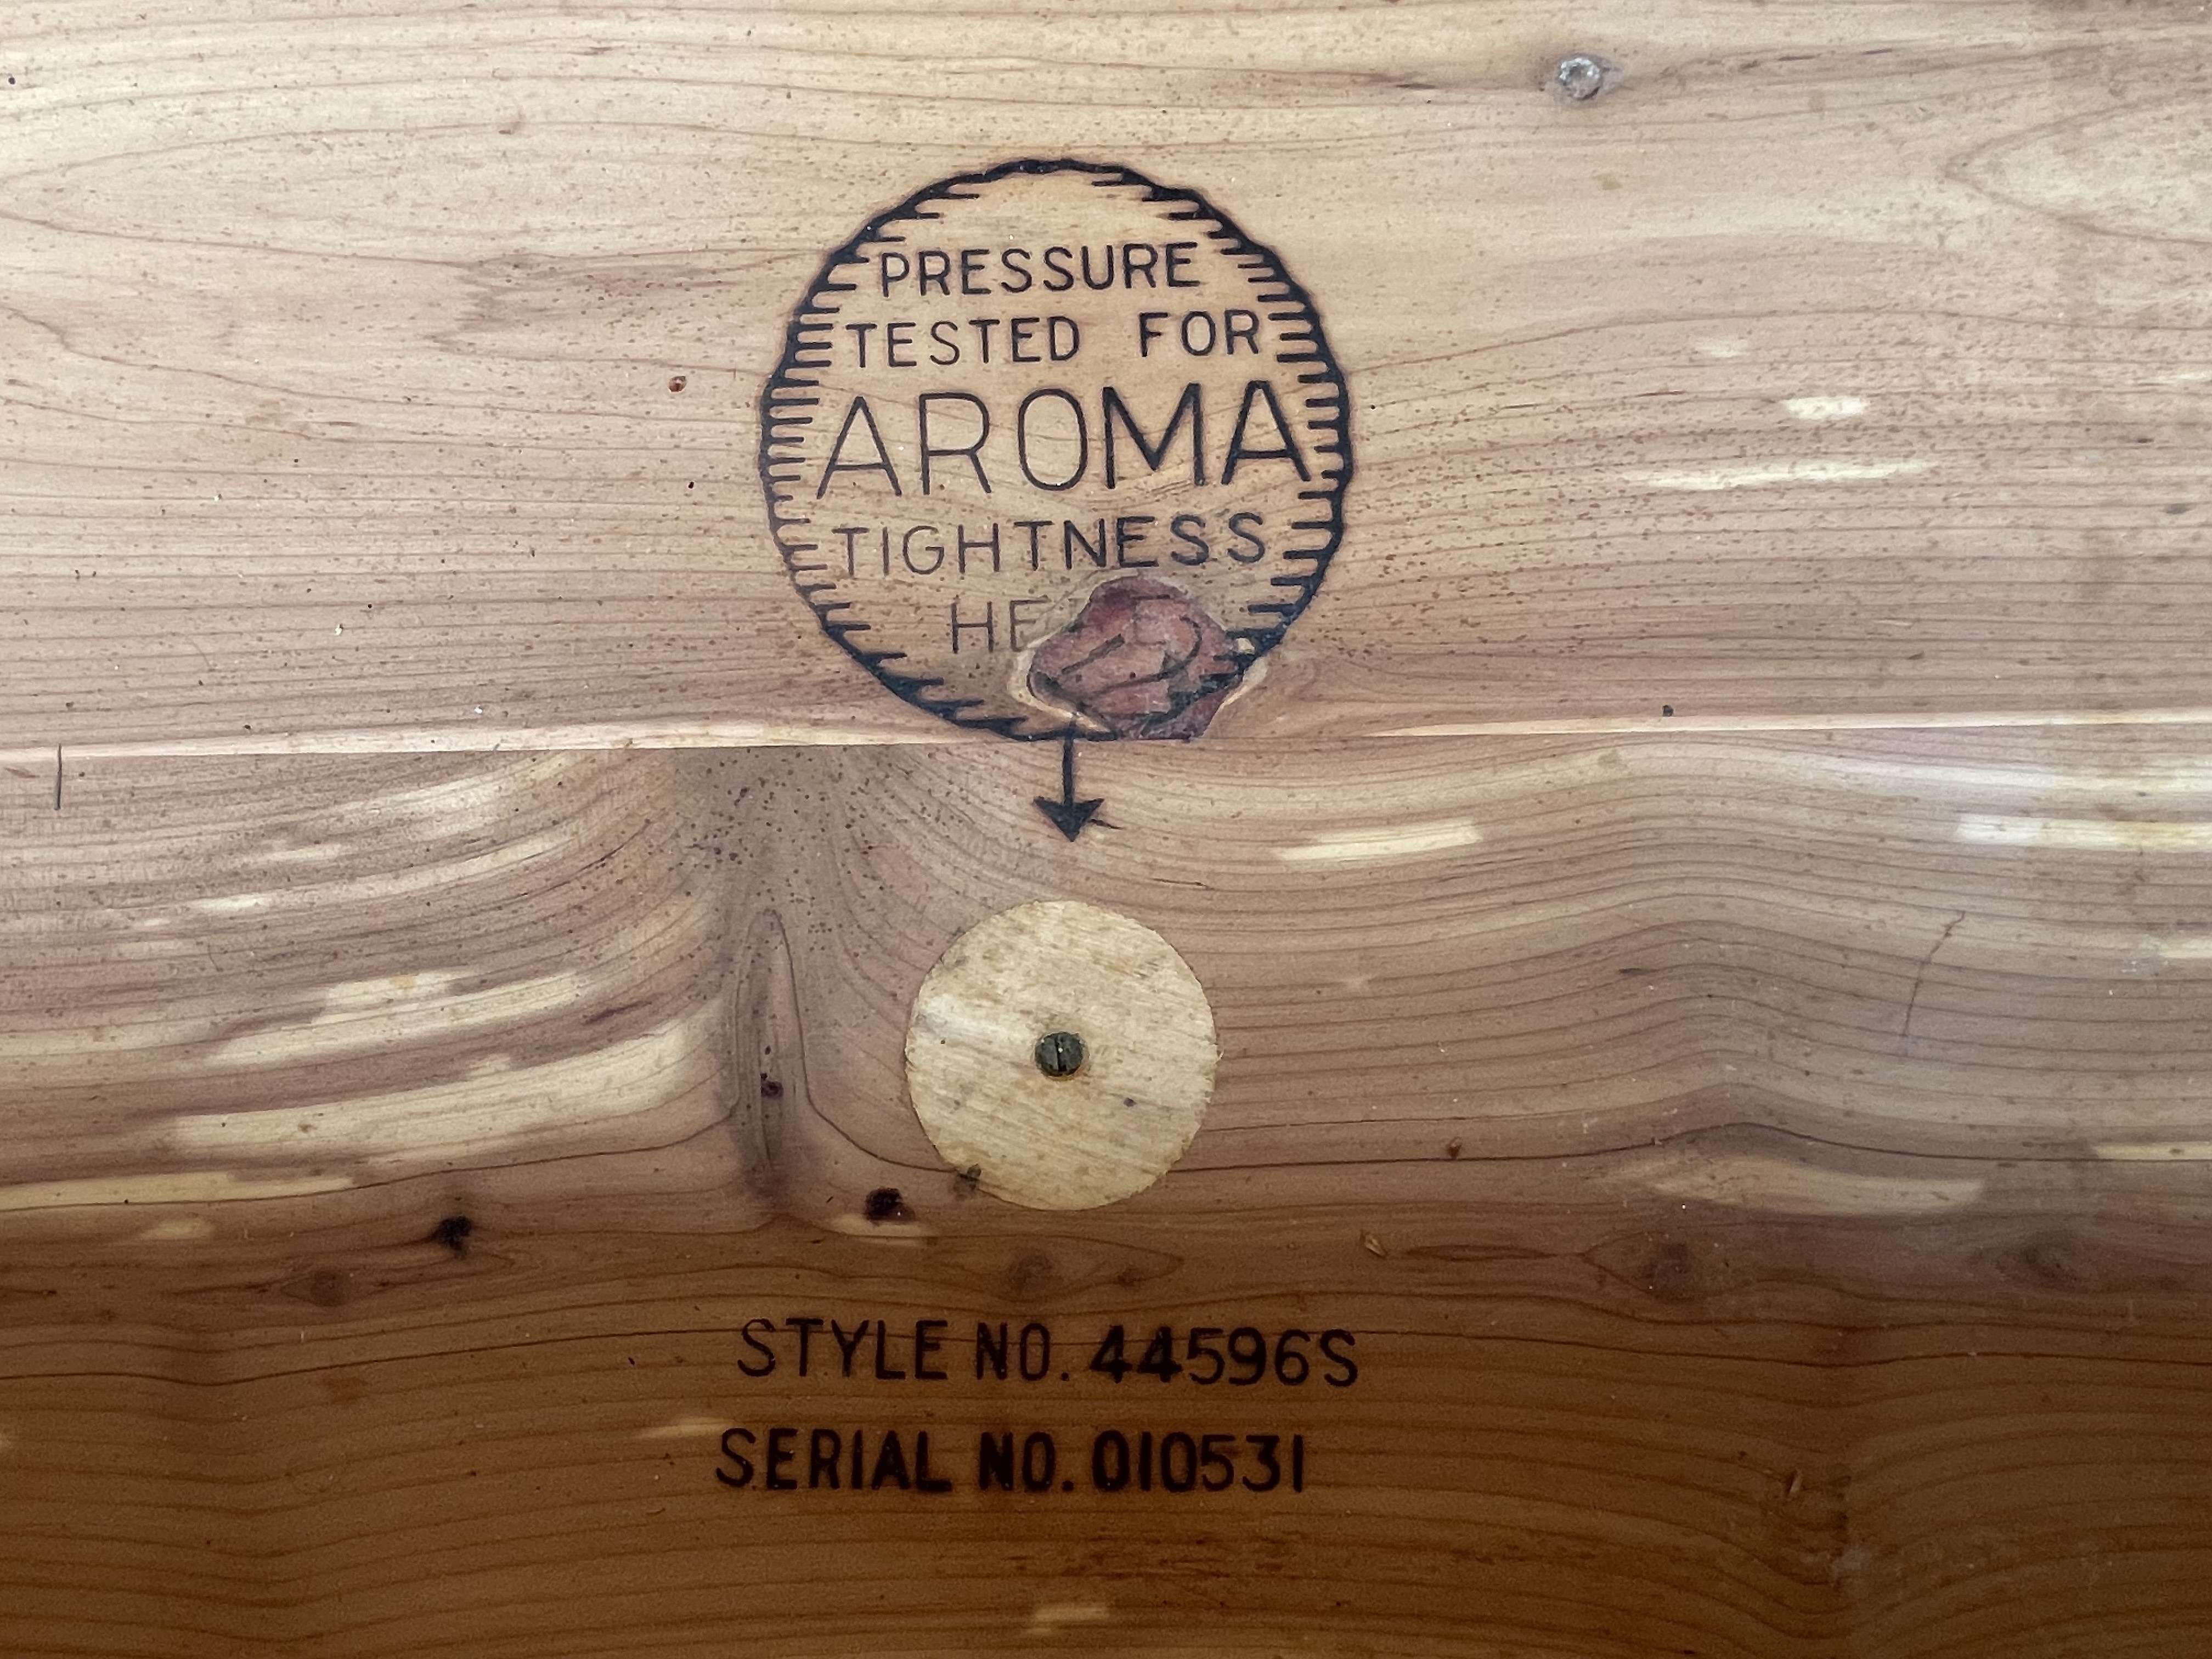 PRESSURE
TESTED FOR
AROMA
TIGHTNESS
STYLE NO. 44596S
SERIAL NO. 010531